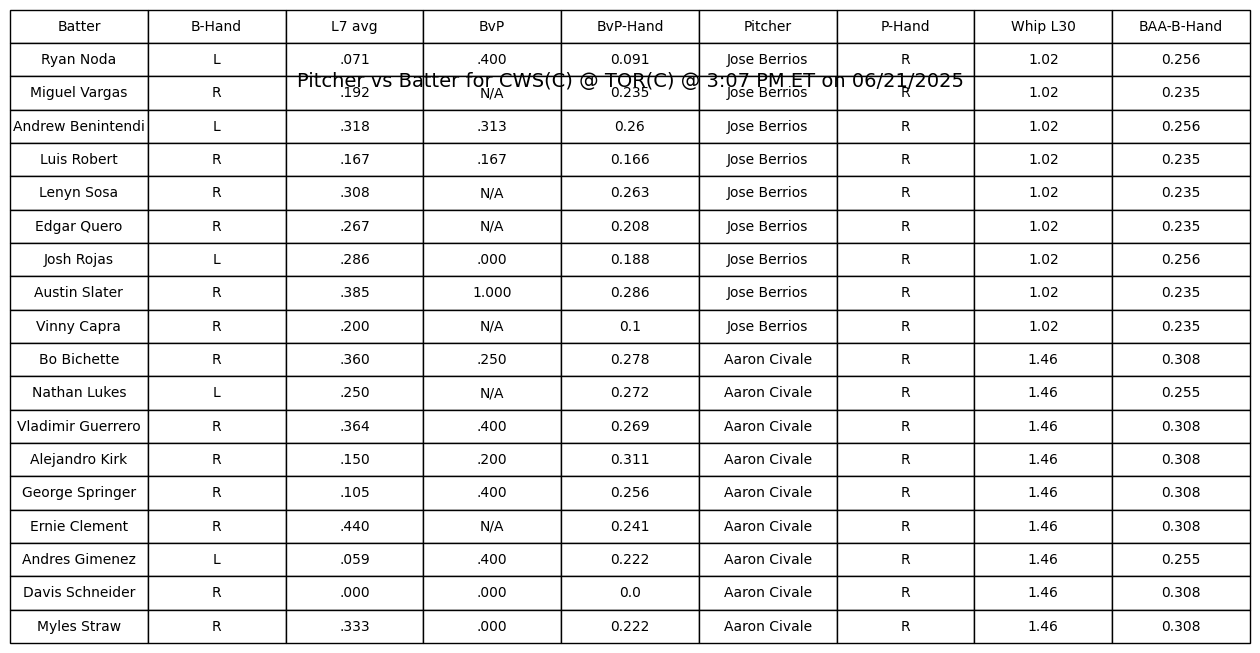 Batter B-Hand L7 avg BvP BvP-Hand Pitcher P-Hand Whip L30 BAA-B-Hand
Ryan Noda L .071 .400 0.091 Jose Berrios R 1.02 0.256
Pitcher vs Batter for CWS(C) @ TOR(C) @ 3:07 PM ET on 06/21/2025
Miguel Vargas R .192 N/A 0.235 Jose Berrios R 1.02 0.235
Andrew Benintendi L .318 .313 0.26 Jose Berrios R 1.02 0.256
Luis Robert R .167 .167 0.166 Jose Berrios R 1.02 0.235
Lenyn Sosa R .308 N/A 0.263 Jose Berrios R 1.02 0.235
Edgar Quero R .267 N/A 0.208 Jose Berrios R 1.02 0.235
Josh Rojas L .286 .000 0.188 Jose Berrios R 1.02 0.256
Austin Slater R .385 1.000 0.286 Jose Berrios R 1.02 0.235
Vinny Capra R .200 N/A 0.1 Jose Berrios R 1.02 0.235
Bo Bichette R .360 .250 0.278 Aaron Civale R 1.46 0.308
Nathan Lukes L .250 N/A 0.272 Aaron Civale R 1.46 0.255
Vladimir Guerrero R .364 .400 0.269 Aaron Civale R 1.46 0.308
Alejandro Kirk R .150 .200 0.311 Aaron Civale R 1.46 0.308
George Springer R .105 .400 0.256 Aaron Civale R 1.46 0.308
Ernie Clement R .440 N/A 0.241 Aaron Civale R 1.46 0.308
Andres Gimenez L .059 .400 0.222 Aaron Civale R 1.46 0.255
Davis Schneider R .000 .000 0.0 Aaron Civale R 1.46 0.308
Myles Straw R .333 .000 0.222 Aaron Civale R 1.46 0.308